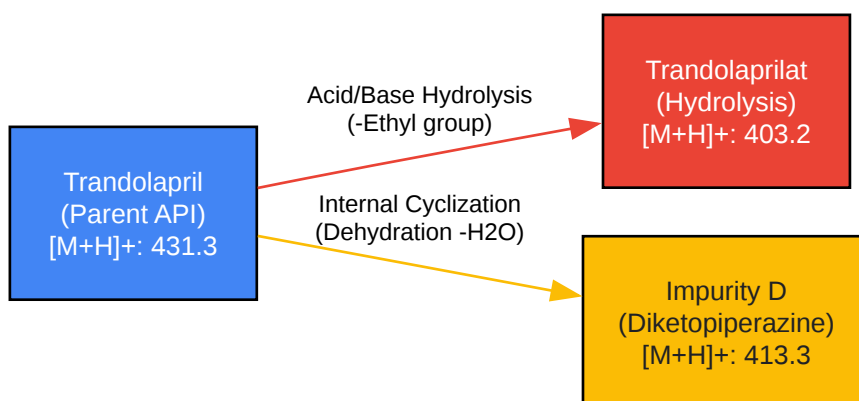 Trandolapril
(Parent API)
[M+H]+: 431.3
Acid/Base Hydrolysis
(-Ethyl group)
Trandolaprilat
(Hydrolysis)
[M+H]+: 403.2
Internal Cyclization
(Dehydration -H2O)
Impurity D
(Diketopiperazine)
[M+H]+: 413.3